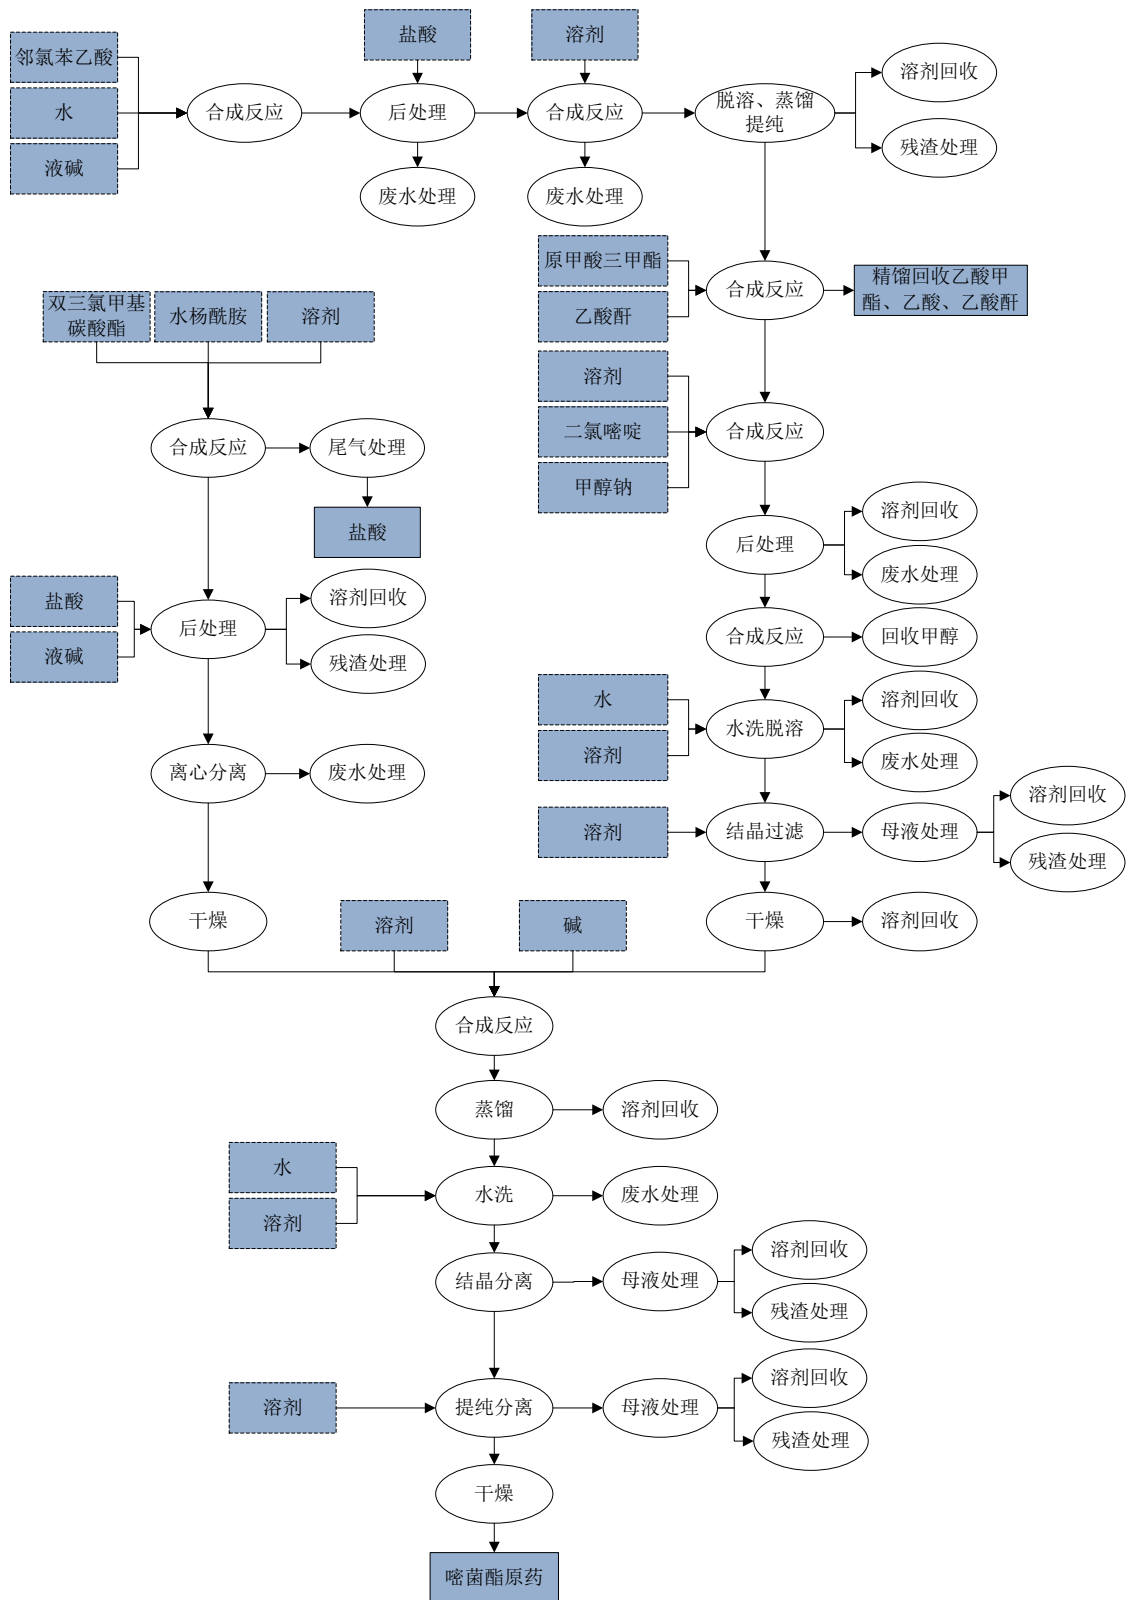 盐酸
溶剂
邻氯苯乙酸
水
液碱
合成反应
后处理
合成反应
脱溶、蒸馏
提纯
溶剂回收
残渣处理
废水处理
废水处理
原甲酸三甲酯
乙酸酐
合成反应
精馏回收乙酸甲
酯、乙酸、乙酸酐
双三氯甲基
碳酸酯
水杨酰胺
溶剂
溶剂
二氯嘧啶
甲醇钠
合成反应
合成反应
尾气处理
盐酸
后处理
溶剂回收
废水处理
盐酸
液碱
后处理
溶剂回收
残渣处理
合成反应
回收甲醇
水
溶剂
水洗脱溶
溶剂回收
废水处理
离心分离
废水处理
溶剂
结晶过滤
母液处理
溶剂回收
残渣处理
干燥
溶剂
碱
干燥
溶剂回收
合成反应
蒸馏
溶剂回收
水
溶剂
水洗
废水处理
结晶分离
母液处理
溶剂回收
残渣处理
溶剂
提纯分离
母液处理
溶剂回收
残渣处理
干燥
嘧菌酯原药